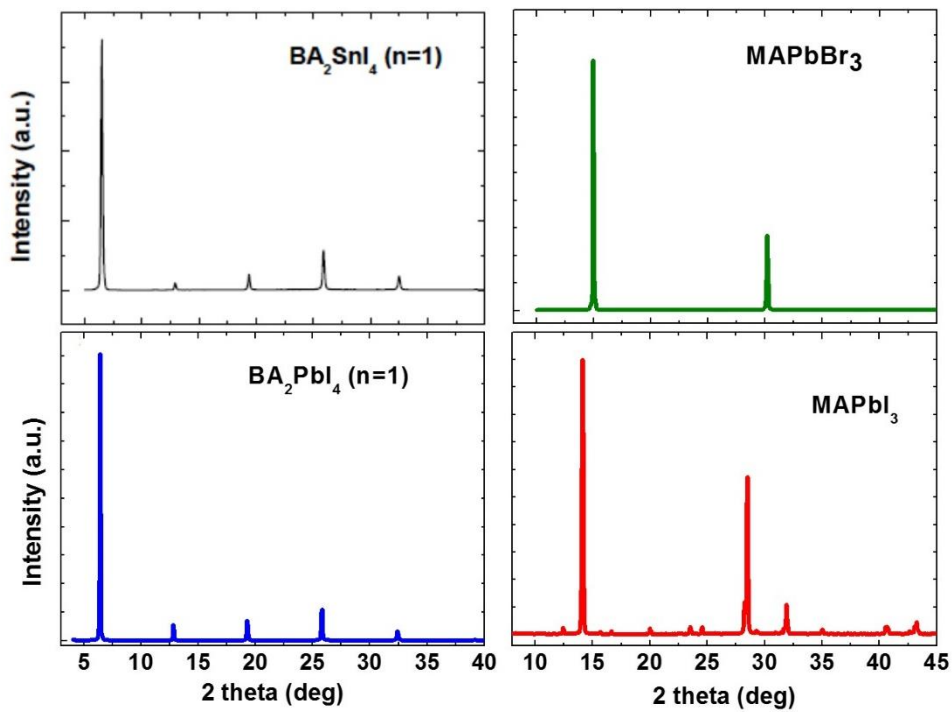 BA₂SnI₄ (n=1)
Intensity (a.u.)
MAPbBr₃
BA₂PbI₄ (n=1)
Intensity (a.u.)
5 10 15 20 25 30 35 40
2 theta (deg)
MAPbI₃
10 15 20 25 30 35 40 45
2 theta (deg)